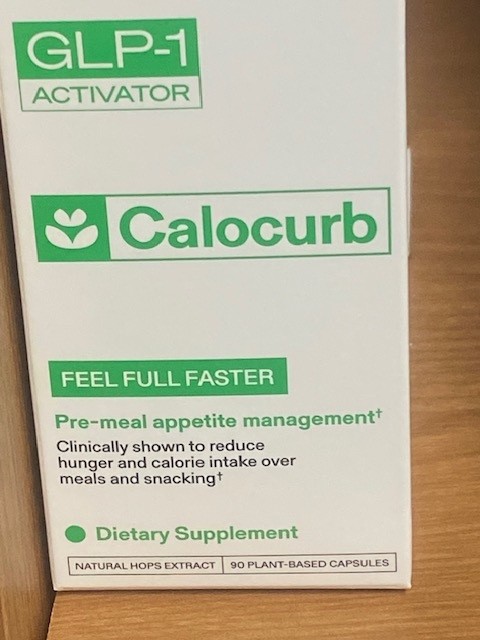 GLP-1
ACTIVATOR
Calocurb
FEEL FULL FASTER
Pre-meal appetite management†
Clinically shown to reduce
hunger and calorie intake over
meals and snacking†
Dietary Supplement
NATURAL HOPS EXTRACT 90 PLANT-BASED CAPSULES